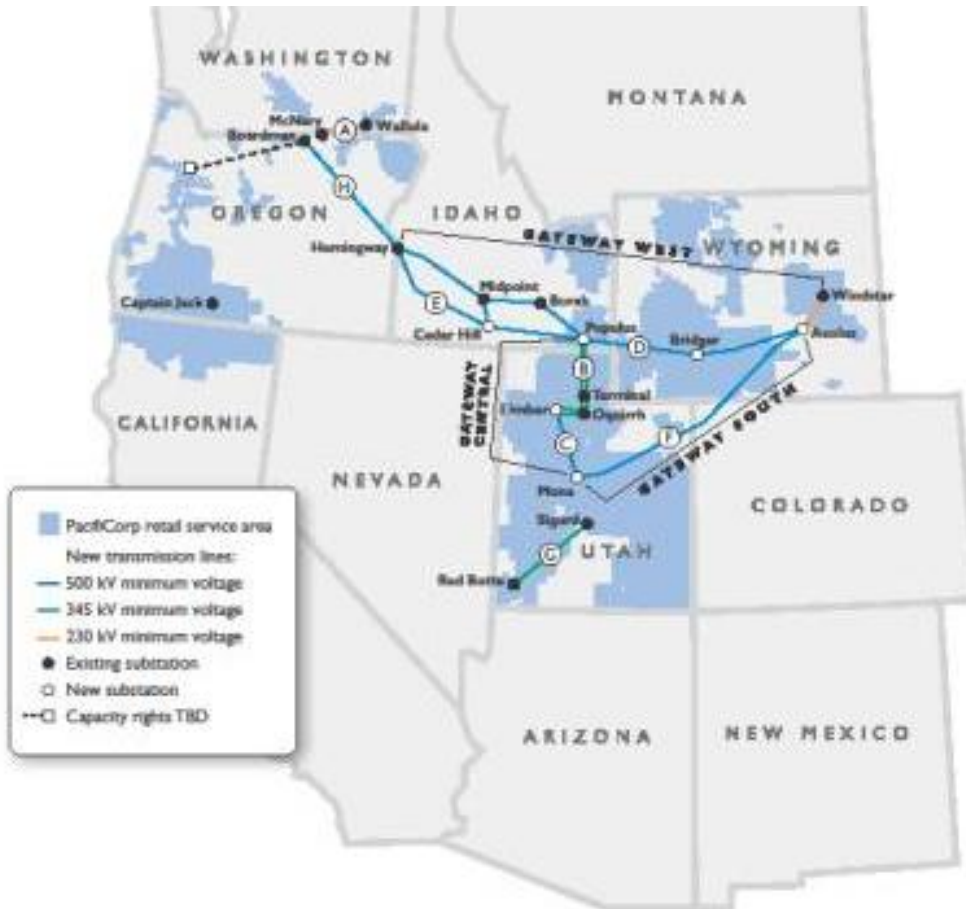 WASHINGTON
MONTANA
McNary
A
Wallula
Boardman
H
OREGON
IDAHO
GATEWAY WEST
WYOMING
Hemingway
Midpoint
Borah
Windstar
Captain Jack
E
Cedar Hill
Populus
D
Bridger
Aeolus
B
GATEWAY
CENTRAL
Terminal
Limber
Oquirrh
CALIFORNIA
C
F
GATEWAY SOUTH
NEVADA
Mona
COLORADO
Sigurd
UTAH
G
Red Butte
PacifiCorp retail service area
New transmission lines:
500 kV minimum voltage
345 kV minimum voltage
230 kV minimum voltage
Existing substation
New substation
Capacity rights TBD
ARIZONA
NEW MEXICO